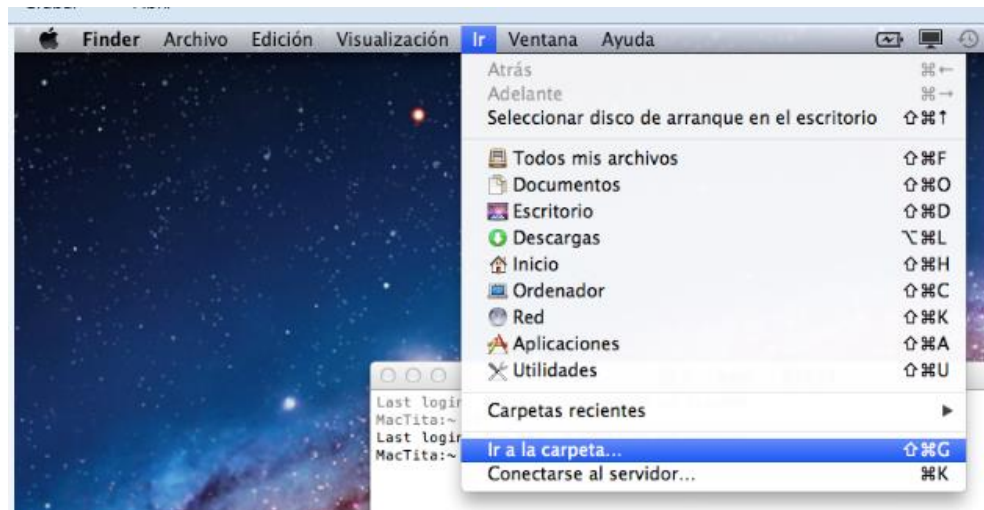 Finder Archivo Edición Visualización Ir Ventana Ayuda
Atrás ⌘←
Adelante ⌘→
Seleccionar disco de arranque en el escritorio ⇧⌘↑
Todos mis archivos ⇧⌘F
Documentos ⇧⌘O
Escritorio ⇧⌘D
Descargas ⌥⌘L
Inicio ⇧⌘H
Ordenador ⇧⌘C
Red ⇧⌘K
Aplicaciones ⇧⌘A
Utilidades ⇧⌘U
Carpetas recientes ▶
Ir a la carpeta... ⇧⌘G
Conectarse al servidor... ⌘K
Last login
MacTita:~
Last login
MacTita:~